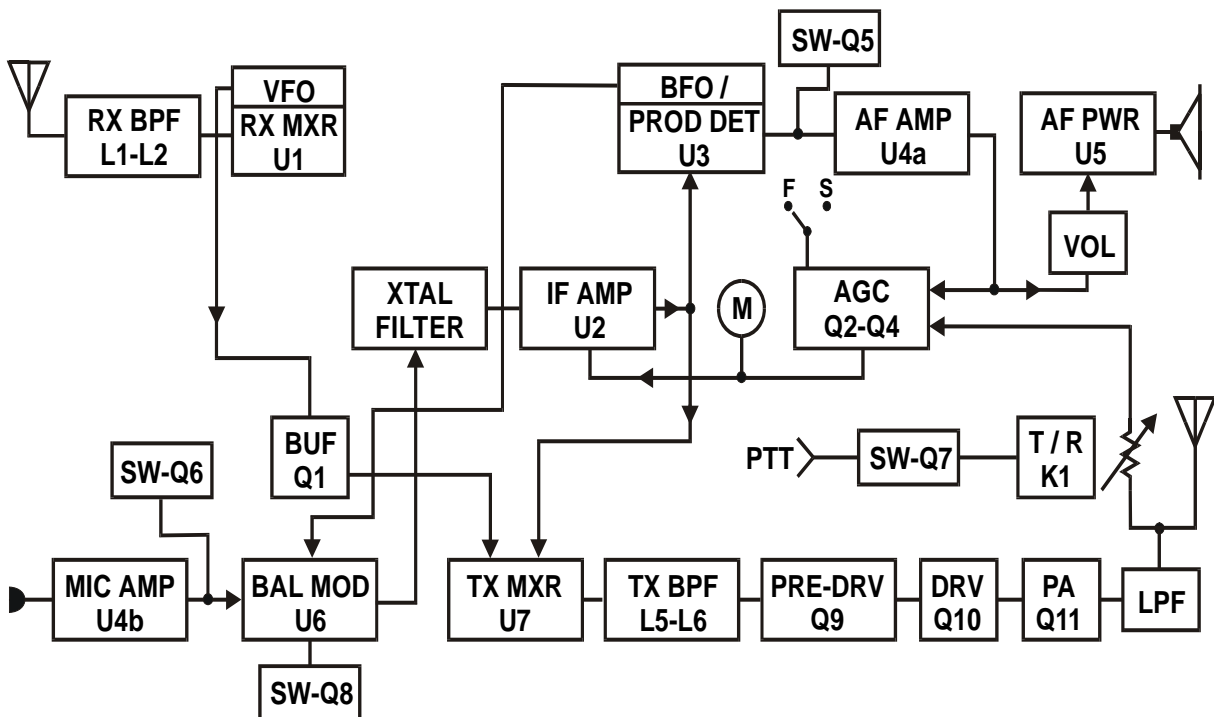 SW-Q5
VFO
RX MXR
U1
RX BPF
L1-L2
BFO /
PROD DET
U3
AF AMP
U4a
AF PWR
U5
F S
VOL
XTAL
FILTER
IF AMP
U2
M
AGC
Q2-Q4
BUF
Q1
SW-Q6
PTT
SW-Q7
T / R
K1
MIC AMP
U4b
BAL MOD
U6
TX MXR
U7
TX BPF
L5-L6
PRE-DRV
Q9
DRV
Q10
PA
Q11
LPF
SW-Q8